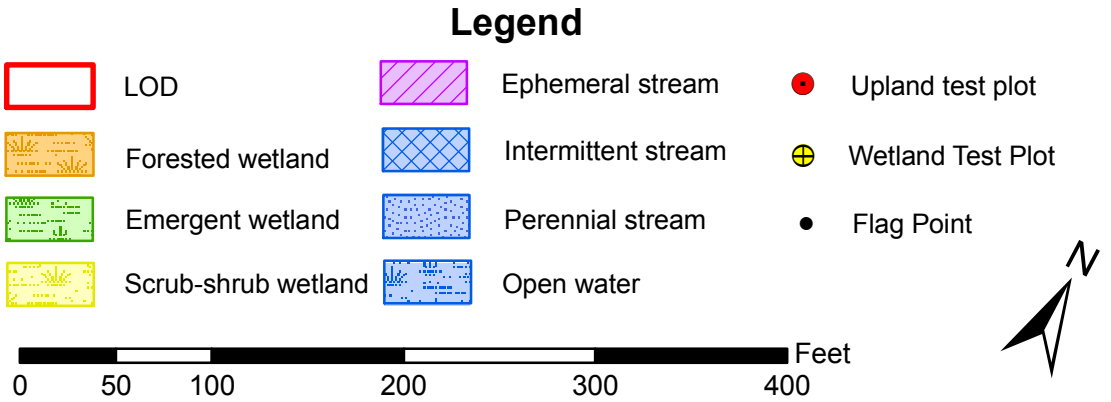 Legend
LOD
Forested wetland
Emergent wetland
Scrub-shrub wetland
Ephemeral stream
Intermittent stream
Perennial stream
Open water
Upland test plot
Wetland Test Plot
Flag Point
N
Feet
0 50 100 200 300 400